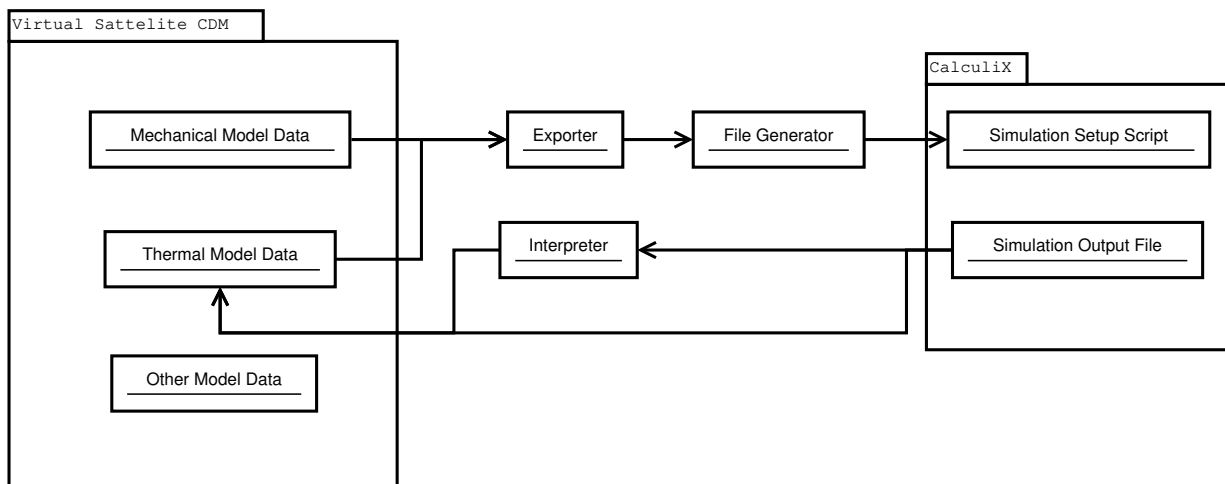 Virtual Sattelite CDM
CalculiX
Mechanical Model Data
Exporter
File Generator
Simulation Setup Script
Thermal Model Data
Interpreter
Simulation Output File
Other Model Data